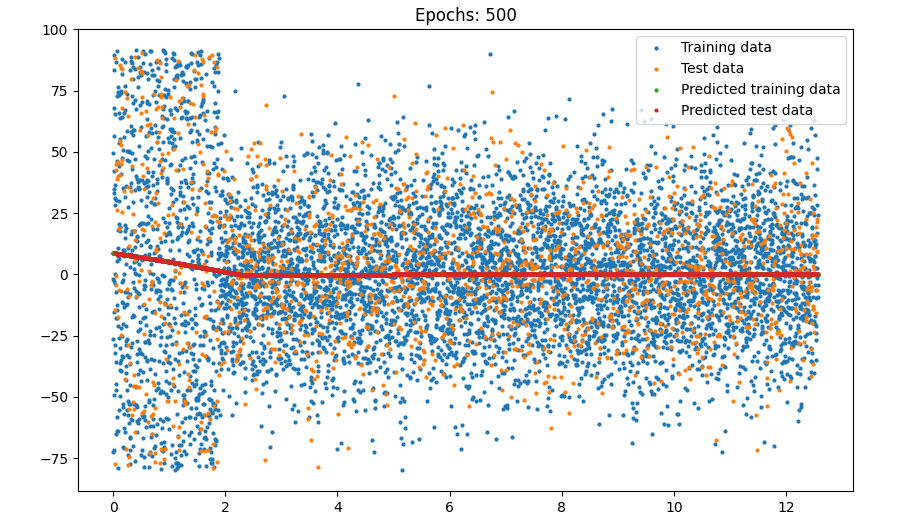 Epochs: 500
Training data
Test data
Predicted training data
Predicted test data
100
75
50
25
0
−25
−50
−75
0 2 4 6 8 10 12